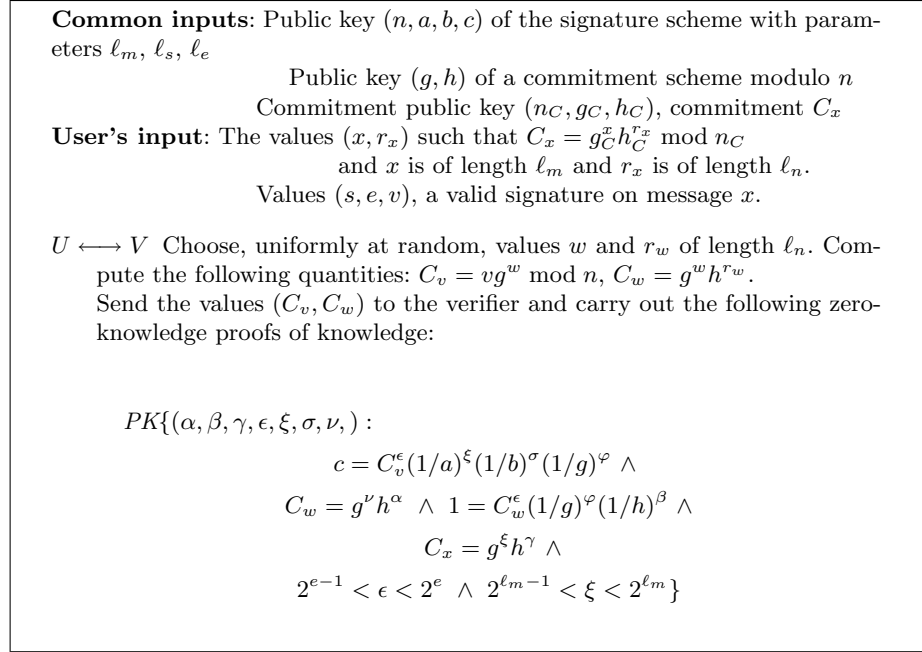 Common inputs: Public key (n, a, b, c) of the signature scheme with param-
eters ℓ_m, ℓ_s, ℓ_e
Public key (g, h) of a commitment scheme modulo n
Commitment public key (n_C, g_C, h_C), commitment C_x
User's input: The values (x, r_x) such that C_x = g_C^x h_C^{r_x} mod n_C
and x is of length ℓ_m and r_x is of length ℓ_n.
Values (s, e, v), a valid signature on message x.
U ⟷ V Choose, uniformly at random, values w and r_w of length ℓ_n. Com-
pute the following quantities: C_v = vg^w mod n, C_w = g^w h^{r_w}.
Send the values (C_v, C_w) to the verifier and carry out the following zero-
knowledge proofs of knowledge:
PK{(α, β, γ, ϵ, ξ, σ, ν, ) :
c = C_v^ϵ (1/a)^ξ (1/b)^σ (1/g)^φ ∧
C_w = g^ν h^α ∧ 1 = C_w^ϵ (1/g)^φ (1/h)^β ∧
C_x = g^ξ h^γ ∧
2^{e−1} < ϵ < 2^e ∧ 2^{ℓ_m−1} < ξ < 2^{ℓ_m}}